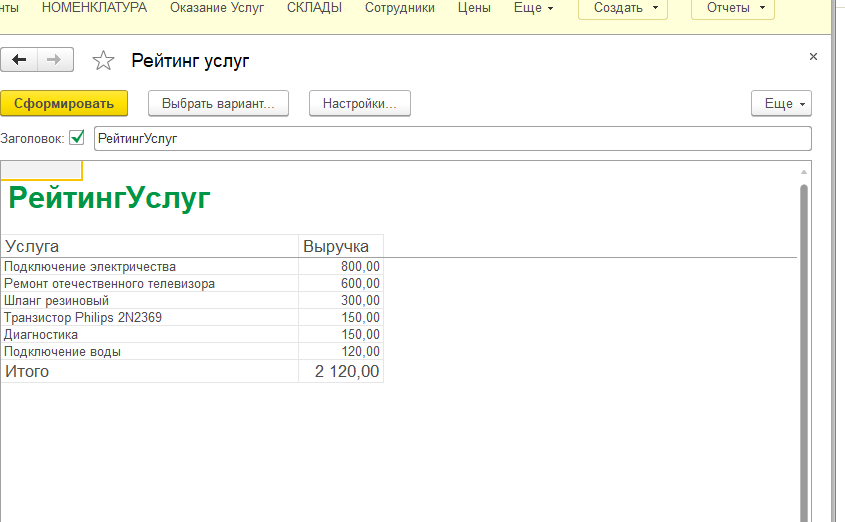 нты НОМЕНКЛАТУРА Оказание Услуг СКЛАДЫ Сотрудники Цены Еще Создать Отчеты
Рейтинг услуг
Сформировать Выбрать вариант... Настройки... Еще
Заголовок: РейтингУслуг
РейтингУслуг
Услуга Выручка
Подключение электричества 800,00
Ремонт отечественного телевизора 600,00
Шланг резиновый 300,00
Транзистор Philips 2N2369 150,00
Диагностика 150,00
Подключение воды 120,00
Итого 2 120,00